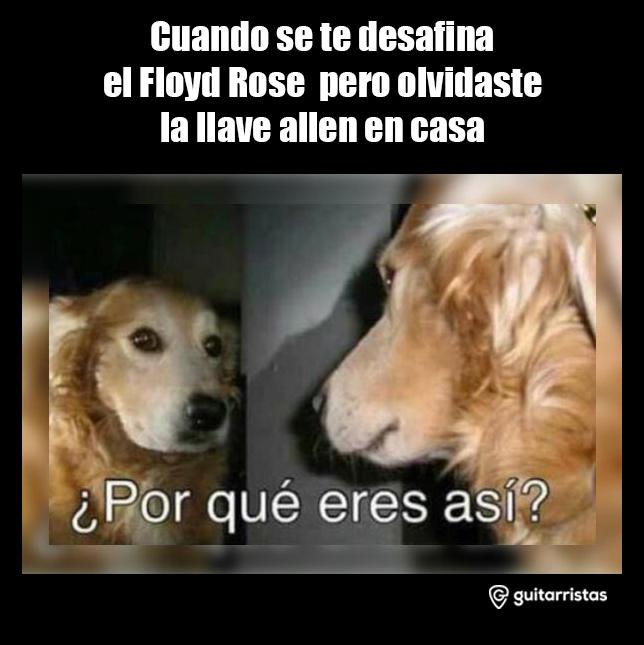 Cuando se te desafina
el Floyd Rose pero olvidaste
la llave allen en casa
¿Por qué eres así?
guitarristas